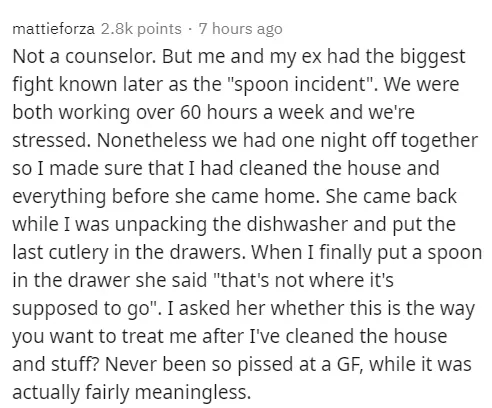 mattieforza 2.8k points · 7 hours ago
Not a counselor. But me and my ex had the biggest
fight known later as the "spoon incident". We were
both working over 60 hours a week and we're
stressed. Nonetheless we had one night off together
so I made sure that I had cleaned the house and
everything before she came home. She came back
while I was unpacking the dishwasher and put the
last cutlery in the drawers. When I finally put a spoon
in the drawer she said "that's not where it's
supposed to go". I asked her whether this is the way
you want to treat me after I've cleaned the house
and stuff? Never been so pissed at a GF, while it was
actually fairly meaningless.